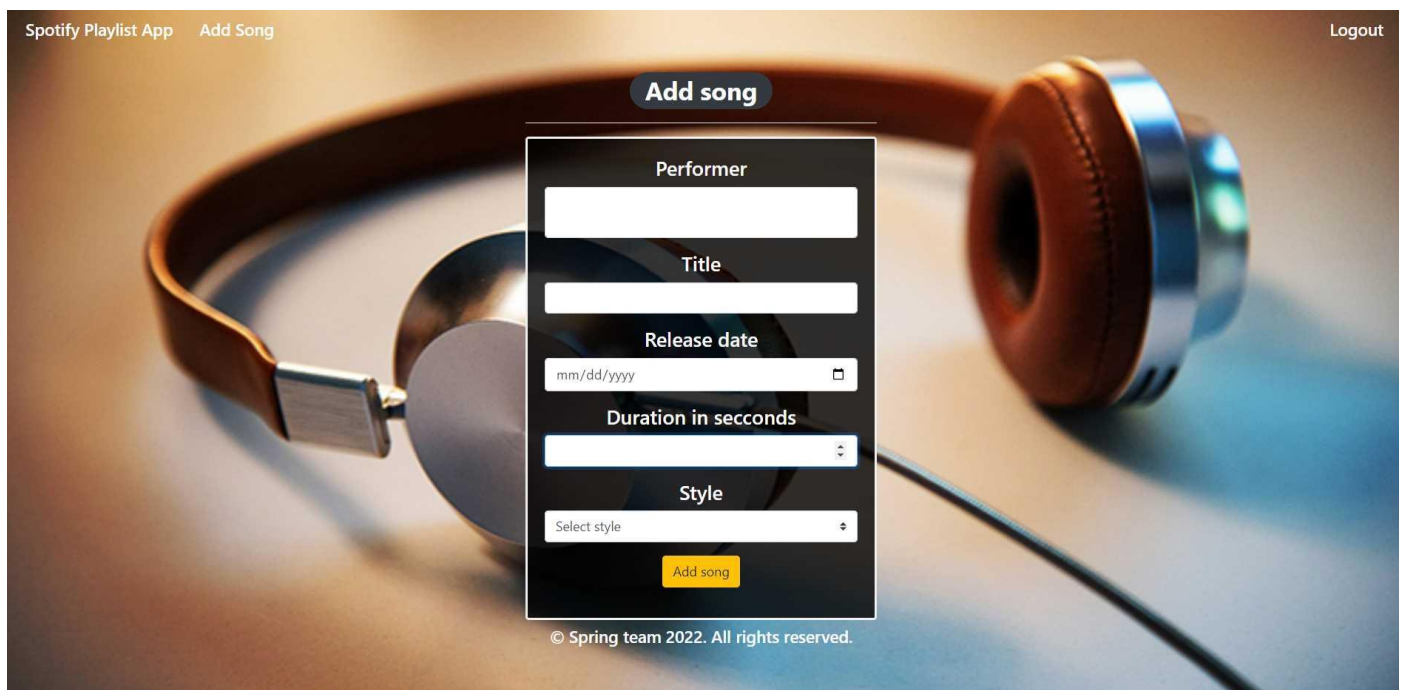 Spotify Playlist App Add Song Logout
Add song
Performer
Title
Release date
mm/dd/yyyy
Duration in secconds
Style
Select style
Add song
© Spring team 2022. All rights reserved.